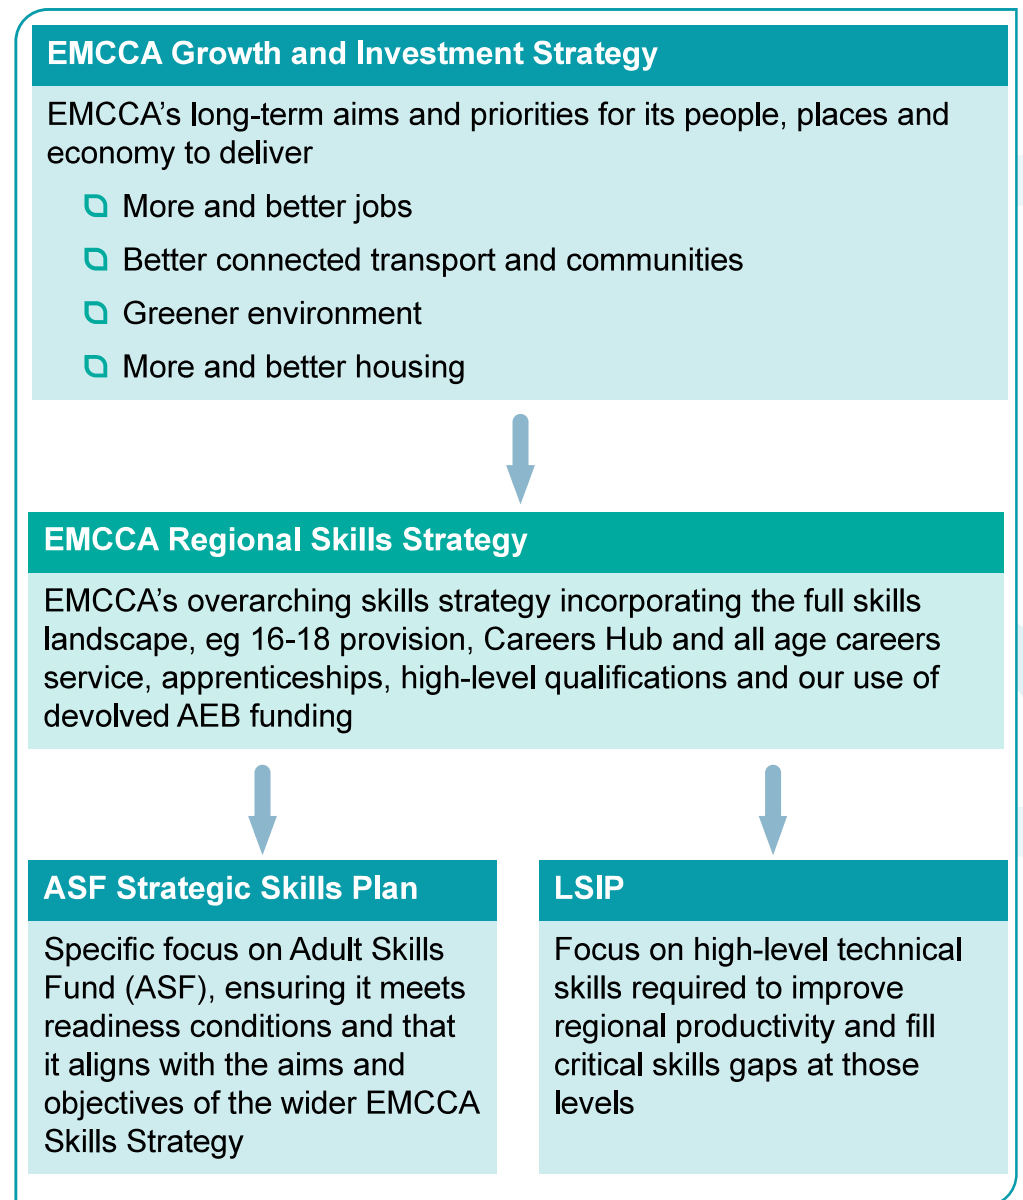 EMCCA Growth and Investment Strategy
EMCCA’s long-term aims and priorities for its people, places and
economy to deliver
More and better jobs
Better connected transport and communities
Greener environment
More and better housing
EMCCA Regional Skills Strategy
EMCCA’s overarching skills strategy incorporating the full skills
landscape, eg 16-18 provision, Careers Hub and all age careers
service, apprenticeships, high-level qualifications and our use of
devolved AEB funding
ASF Strategic Skills Plan
Specific focus on Adult Skills
Fund (ASF), ensuring it meets
readiness conditions and that
it aligns with the aims and
objectives of the wider EMCCA
Skills Strategy
LSIP
Focus on high-level technical
skills required to improve
regional productivity and fill
critical skills gaps at those
levels